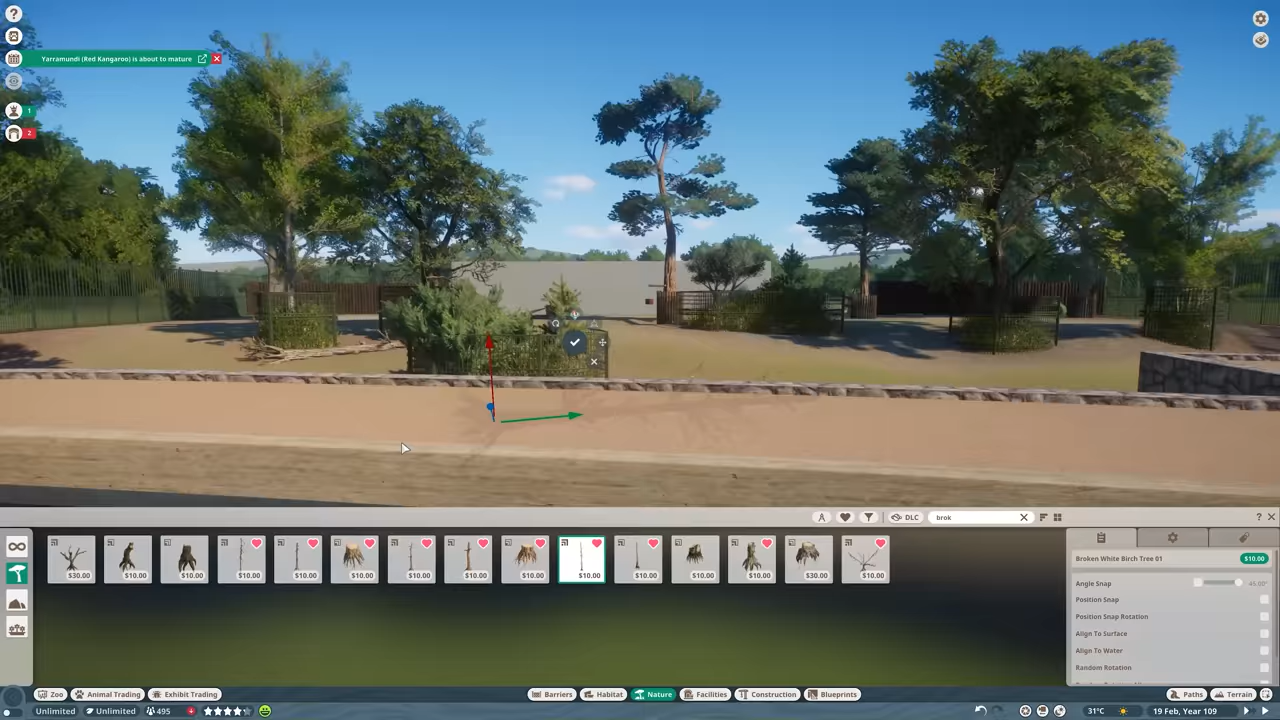 Yarramundi (Red Kangaroo) is about to mature
1
2
DLC
brok
$30.00
$10.00
$10.00
$10.00
$10.00
$10.00
$10.00
$10.00
$10.00
$10.00
$10.00
$10.00
$10.00
$30.00
$10.00
Broken White Birch Tree 01
$10.00
Angle Snap
45.00°
Position Snap
Position Snap Rotation
Align To Surface
Align To Water
Random Rotation
Zoo
Animal Trading
Exhibit Trading
Barriers
Habitat
Nature
Facilities
Construction
Blueprints
Paths
Terrain
Unlimited
Unlimited
495
31°C
19 Feb, Year 109